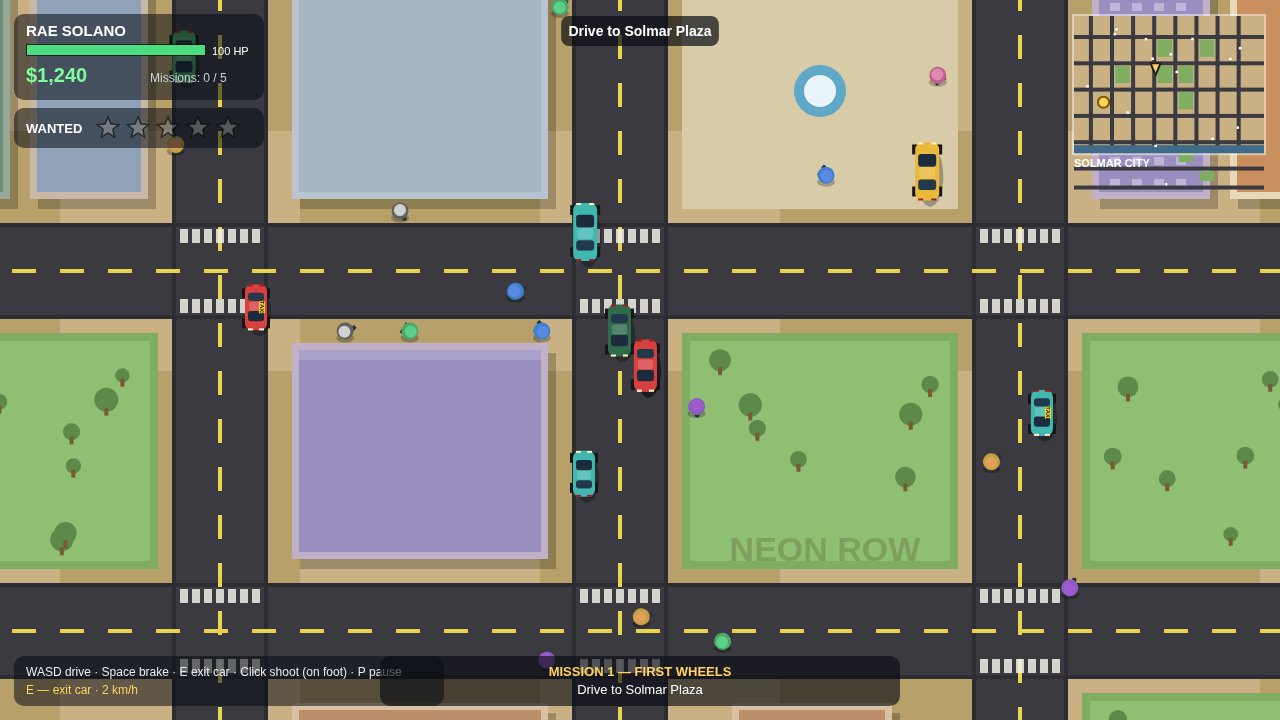 RAE SOLANO
100 HP
$1,240
Missions: 0 / 5
WANTED
Drive to Solmar Plaza
SOLMAR CITY
TAXI
TAXI
NEON ROW
WASD drive · Space brake · E exit car · Click shoot (on foot) · P pause
E — exit car · 2 km/h
MISSION 1 — FIRST WHEELS
Drive to Solmar Plaza